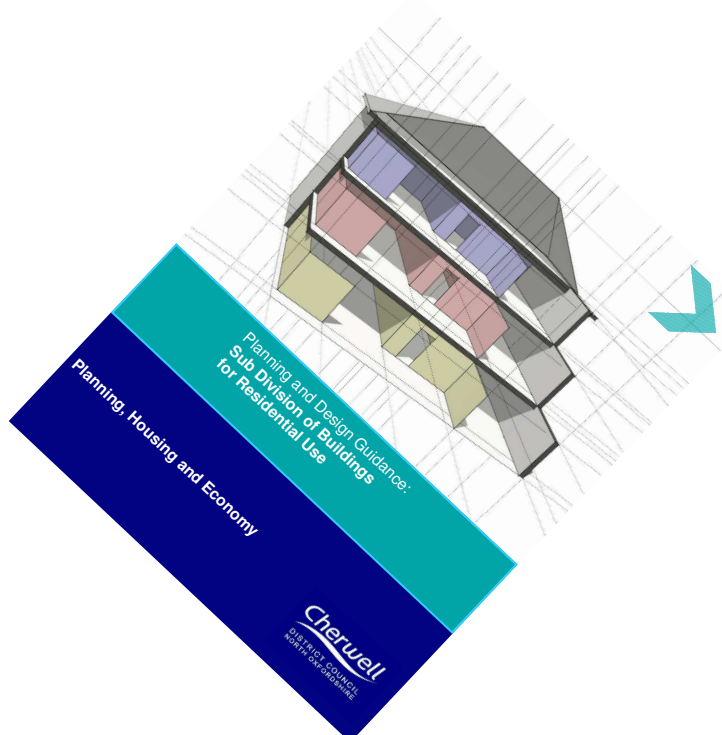 Planning and Design Guidance:
Sub Division of Buildings
for Residential Use
Planning, Housing and Economy
Cherwell
DISTRICT COUNCIL
NORTH OXFORDSHIRE